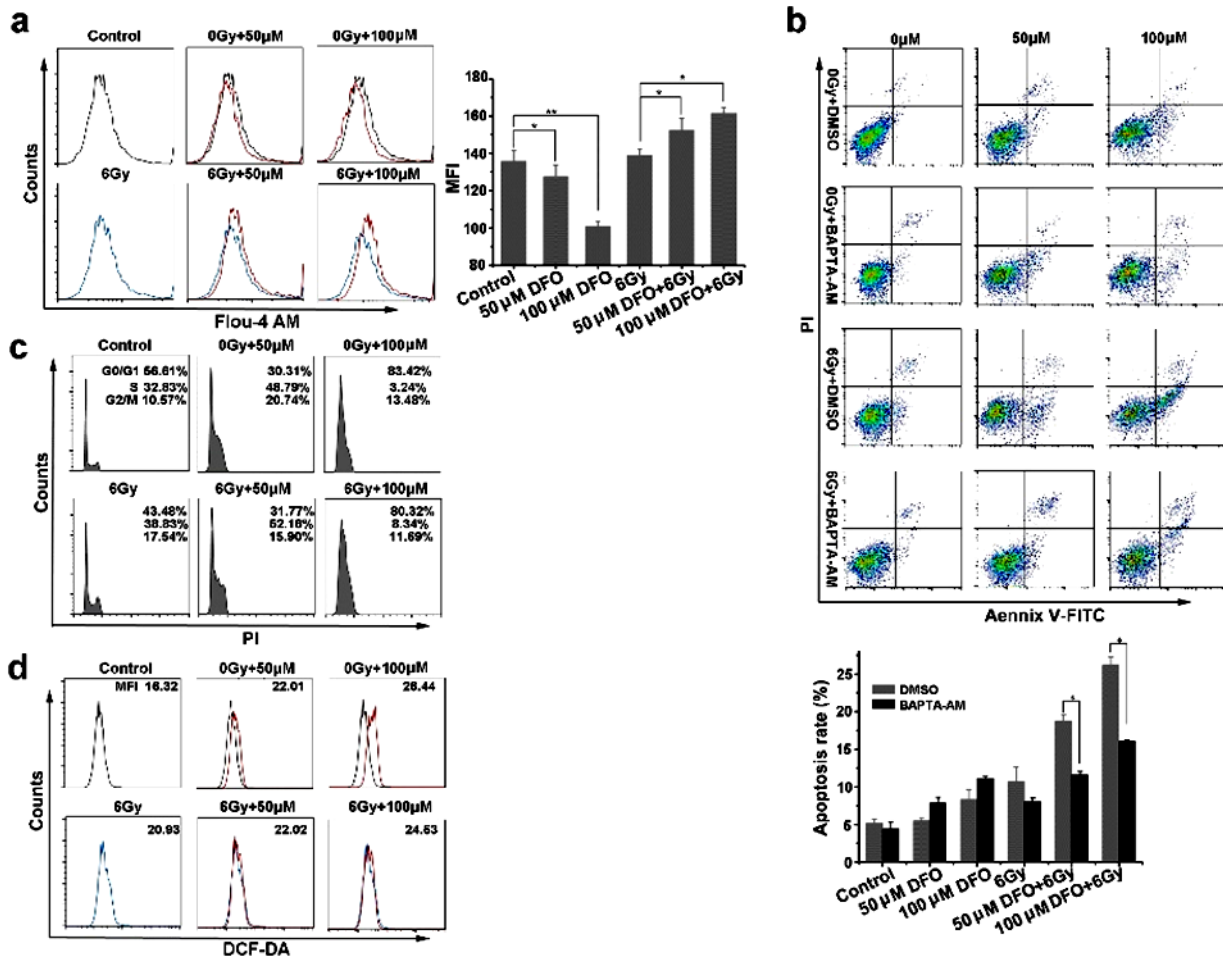 a
Control 0Gy+50µM 0Gy+100µM
6Gy 6Gy+50µM 6Gy+100µM
Counts
Flou-4 AM
180
160
140
120
100
80
MFI
* ** * *
Control
50 µM DFO
100 µM DFO
6Gy
50 µM DFO+6Gy
100 µM DFO+6Gy
b
0µM 50µM 100µM
0Gy+DMSO
0Gy+BAPTA-AM
6Gy+DMSO
6Gy+BAPTA-AM
PI
Aennix V-FITC
DMSO
BAPTA-AM
* *
Apoptosis rate (%)
25
20
15
10
5
0
Control
50 µM DFO
100 µM DFO
6Gy
50 µM DFO+6Gy
100 µM DFO+6Gy
c
Control 0Gy+50µM 0Gy+100µM
G0/G1 56.61% 30.31% 83.42%
S 32.83% 48.79% 3.24%
G2/M 10.57% 20.74% 13.48%
6Gy 6Gy+50µM 6Gy+100µM
43.48% 31.77% 80.32%
38.83% 52.16% 8.34%
17.54% 15.90% 11.69%
Counts
PI
d
Control 0Gy+50µM 0Gy+100µM
MFI 16.32 22.01 26.44
6Gy 6Gy+50µM 6Gy+100µM
20.93 22.02 24.53
Counts
DCF-DA